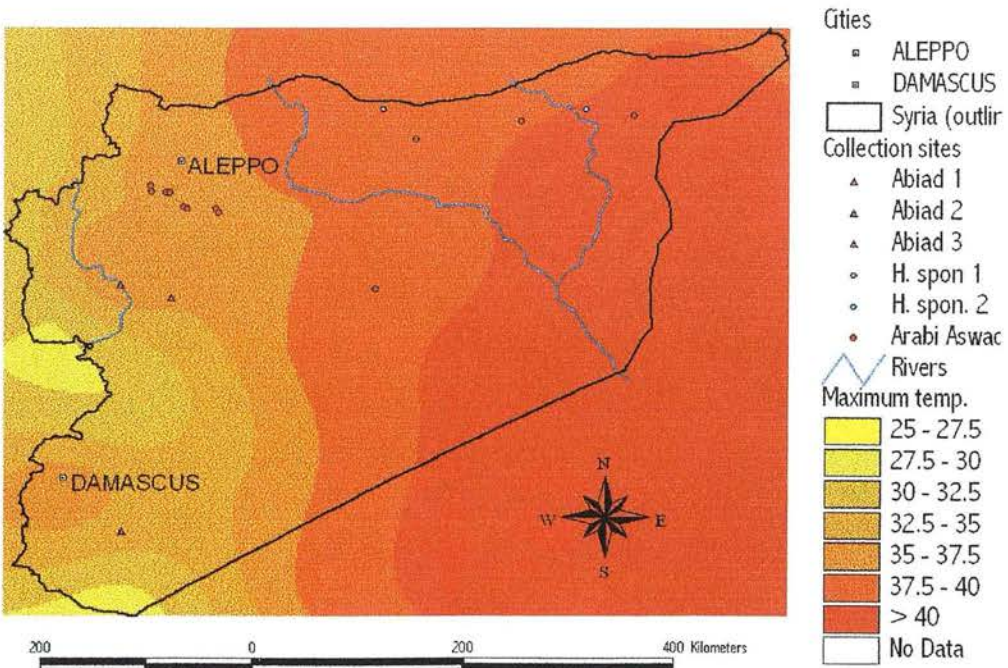 ALEPPO
DAMASCUS
N
W E
S
200 0 200 400 Kilometers
Cities
ALEPPO
DAMASCUS
Syria (outlir
Collection sites
Abiad 1
Abiad 2
Abiad 3
H. spon 1
H. spon. 2
Arabi Aswac
Rivers
Maximum temp.
25 - 27.5
27.5 - 30
30 - 32.5
32.5 - 35
35 - 37.5
37.5 - 40
> 40
No Data